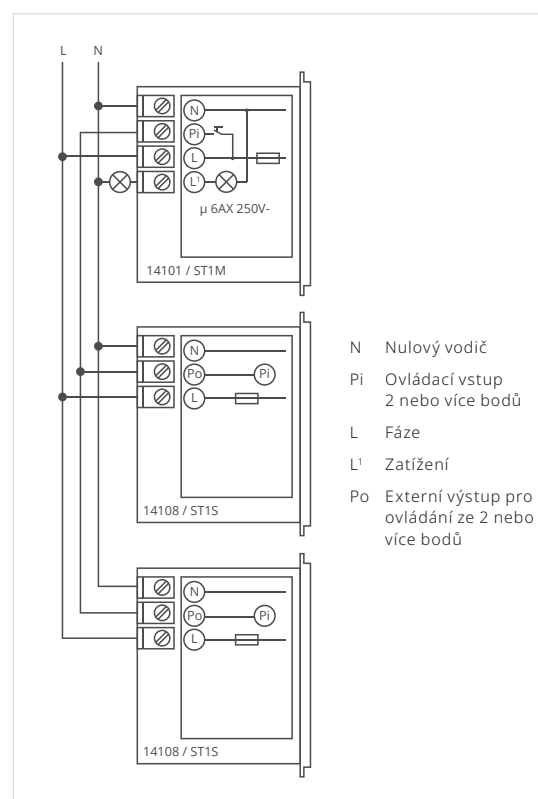 L N
N
Pi
L
L¹
µ 6AX 250V-
14101 / ST1M
N
Po Pi
L
14108 / ST1S
N
Po Pi
L
14108 / ST1S
N Nulový vodič
Pi Ovládací vstup
2 nebo více bodů
L Fáze
L¹ Zatížení
Po Externí výstup pro
ovládání ze 2 nebo
více bodů